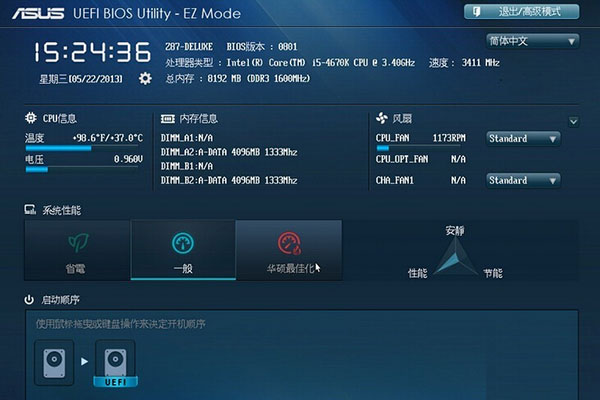 ASUS UEFI BIOS Utility - EZ Mode
退出/高级模式
15:24:36
星期三[05/22/2013]
Z87-DELUXE BIOS版本 : 0801
处理器类型 : Intel(R) Core(TM) i5-4670K CPU @ 3.40GHz 速度： 3411 MHz
总内存 : 8192 MB (DDR3 1600MHz)
简体中文
CPU信息
温度 +98.6°F/+37.0°C
电压 0.960V
内存信息
DIMM_A1:N/A
DIMM_A2:A-DATA 4096MB 1333Mhz
DIMM_B1:N/A
DIMM_B2:A-DATA 4096MB 1333Mhz
风扇
CPU_FAN 1173RPM Standard
CPU_OPT_FAN N/A
CHA_FAN1 N/A Standard
系统性能
省電
一般
华硕最佳化
安靜
性能
节能
启动顺序
使用鼠标拖曳或键盘操作来决定开机顺序
UEFI